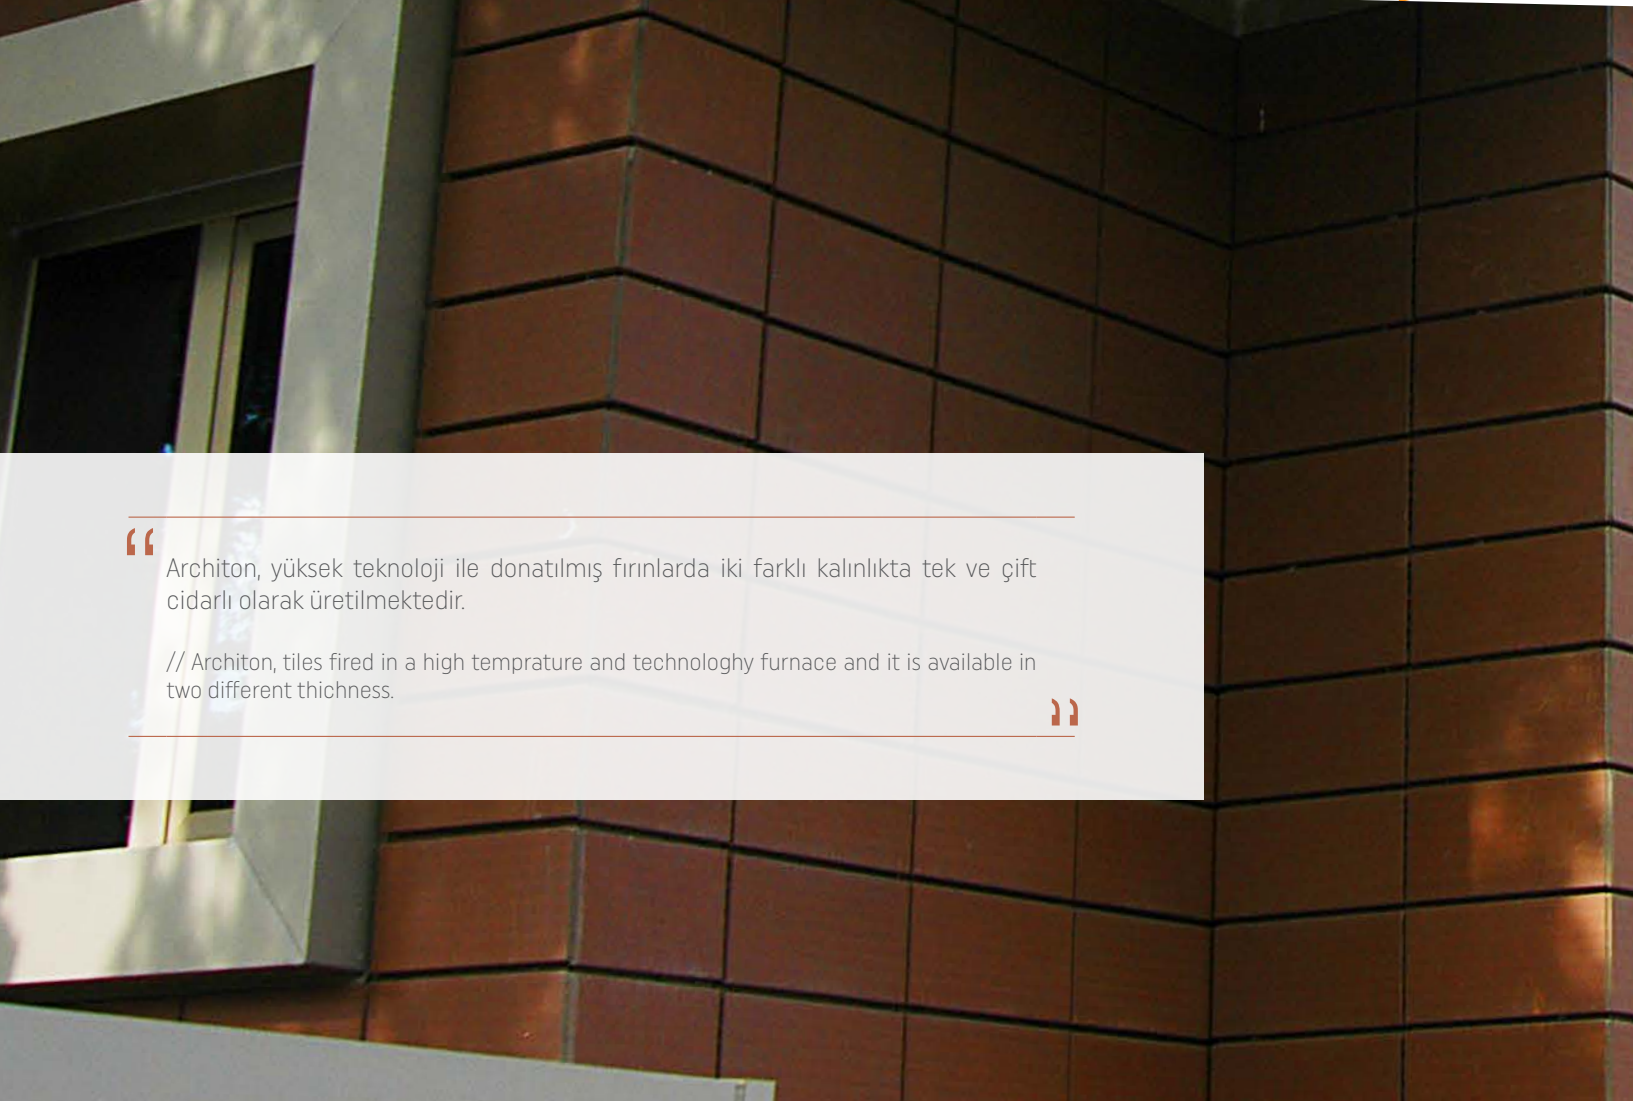 “
Architon, yüksek teknoloji ile donatılmış fırınlarda iki farklı kalınlıkta tek ve çift
cidarlı olarak üretilmektedir.
// Architon, tiles fired in a high temprature and technologhy furnace and it is available in
two different thichness.
”